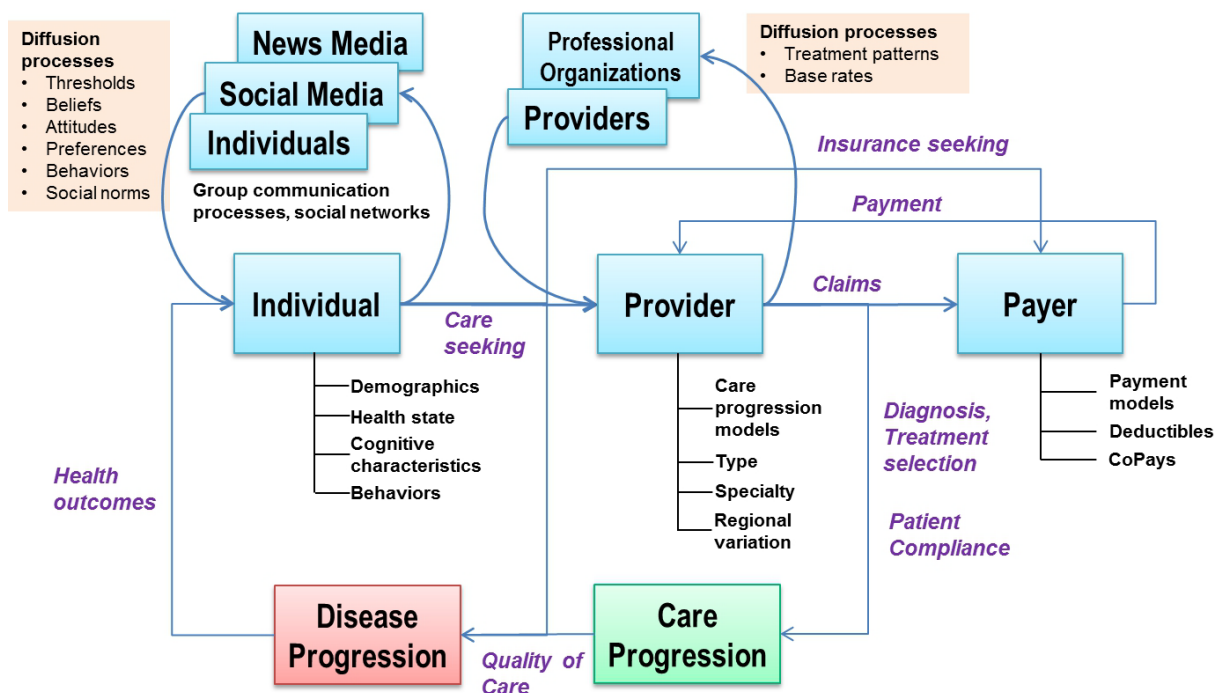 Diffusion
processes
• Thresholds
• Beliefs
• Attitudes
• Preferences
• Behaviors
• Social norms
News Media
Social Media
Individuals
Group communication
processes, social networks
Professional
Organizations
Providers
Diffusion processes
• Treatment patterns
• Base rates
Insurance seeking
Payment
Individual
Care
seeking
Provider
Claims
Payer
Demographics
Health state
Cognitive
characteristics
Behaviors
Care
progression
models
Type
Specialty
Regional
variation
Payment
models
Deductibles
CoPays
Diagnosis,
Treatment
selection
Patient
Compliance
Health
outcomes
Disease
Progression
Quality of
Care
Care
Progression